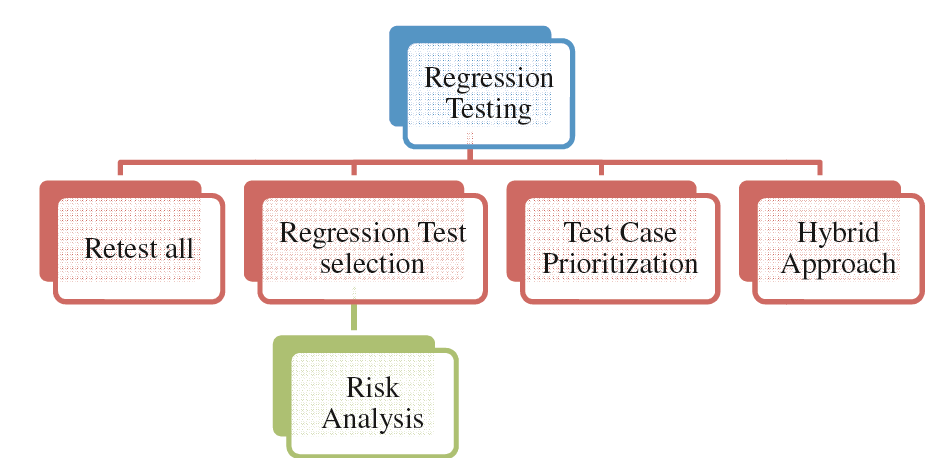 Regression
Testing
Retest all
Regression Test
selection
Test Case
Prioritization
Hybrid
Approach
Risk
Analysis